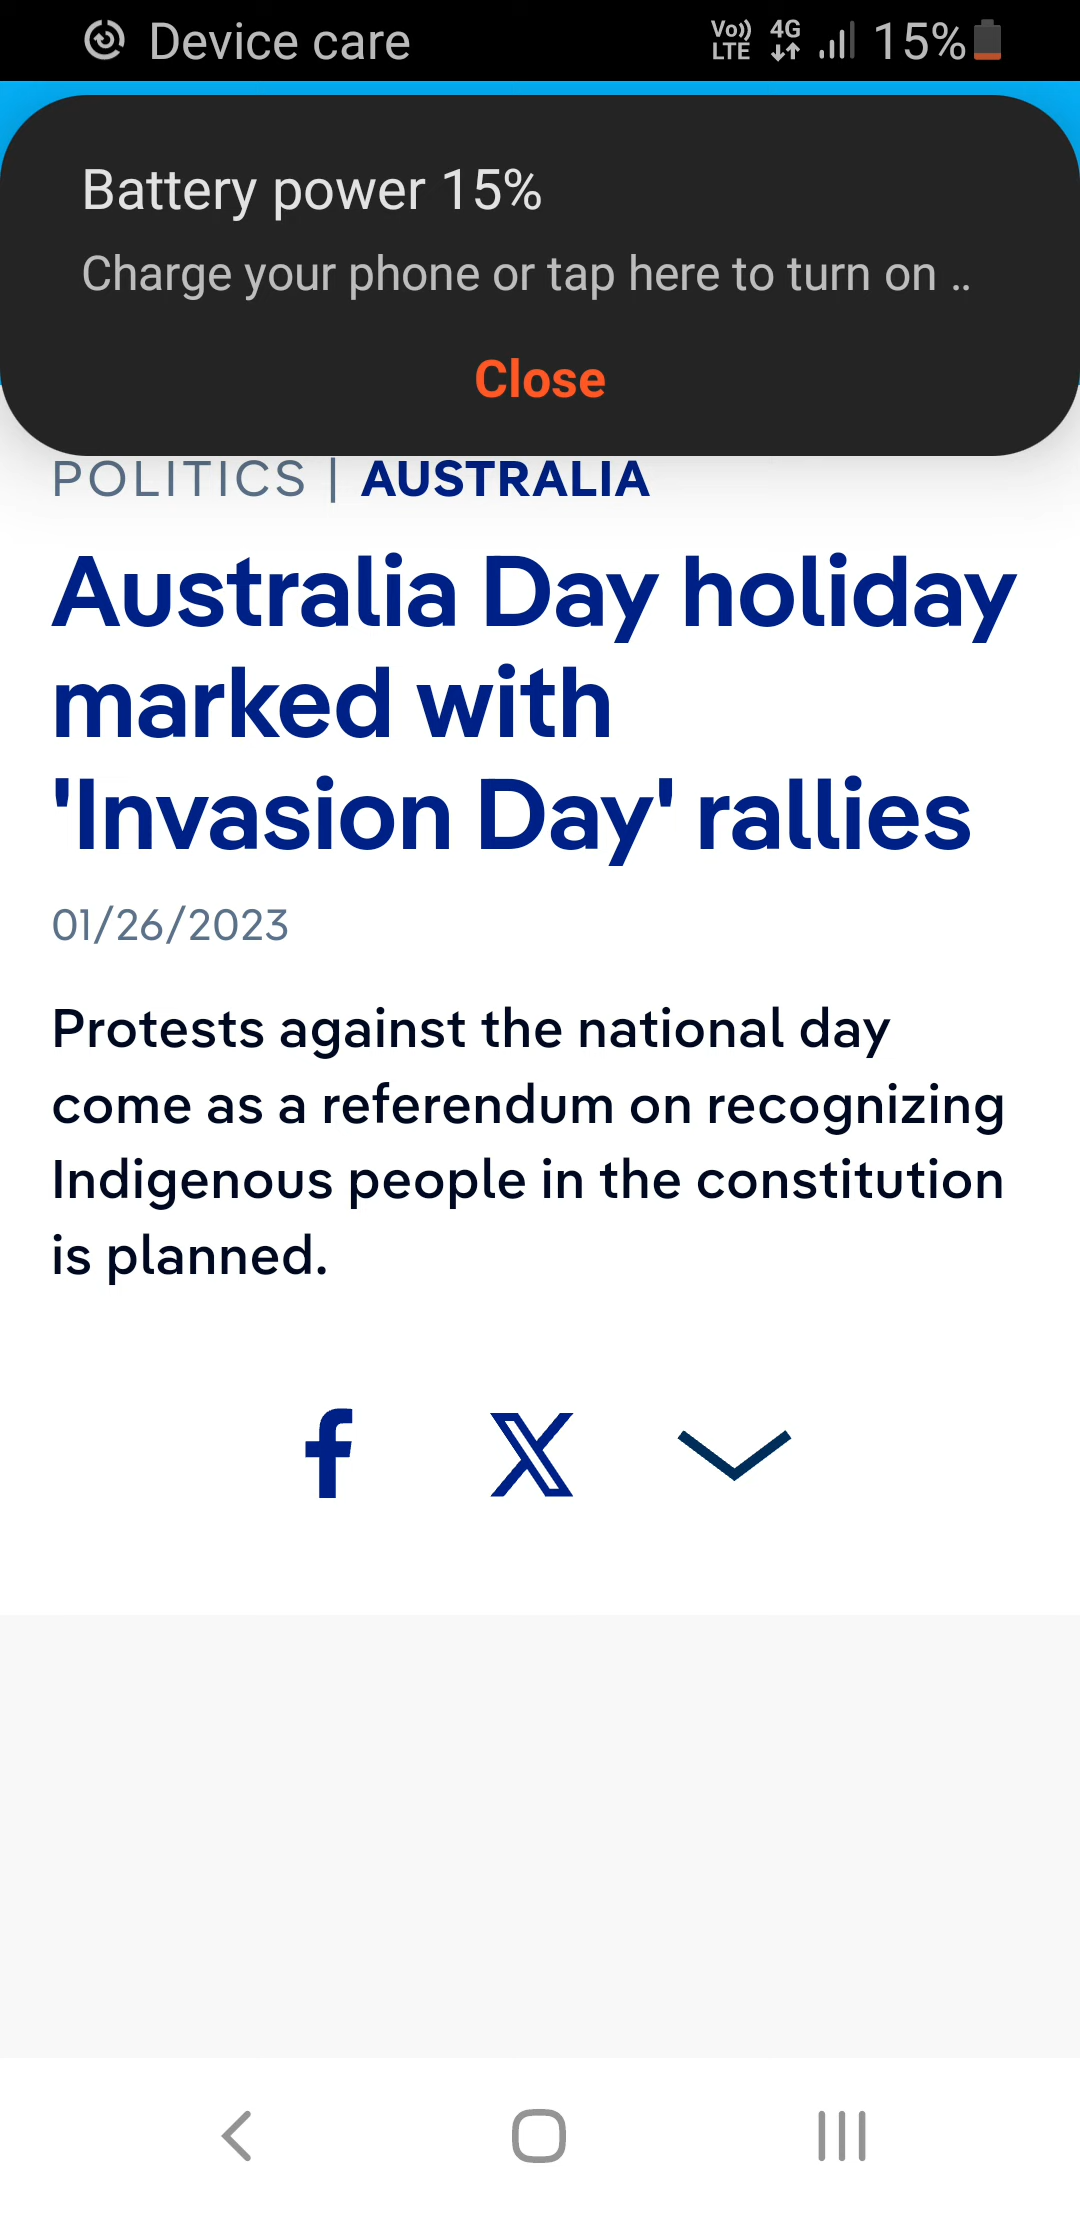 Device care
Vo)) LTE 4G 15%
Battery power 15%
Charge your phone or tap here to turn on ..
Close
POLITICS | AUSTRALIA
Australia Day holiday
marked with
'Invasion Day' rallies
01/26/2023
Protests against the national day
come as a referendum on recognizing
Indigenous people in the constitution
is planned.